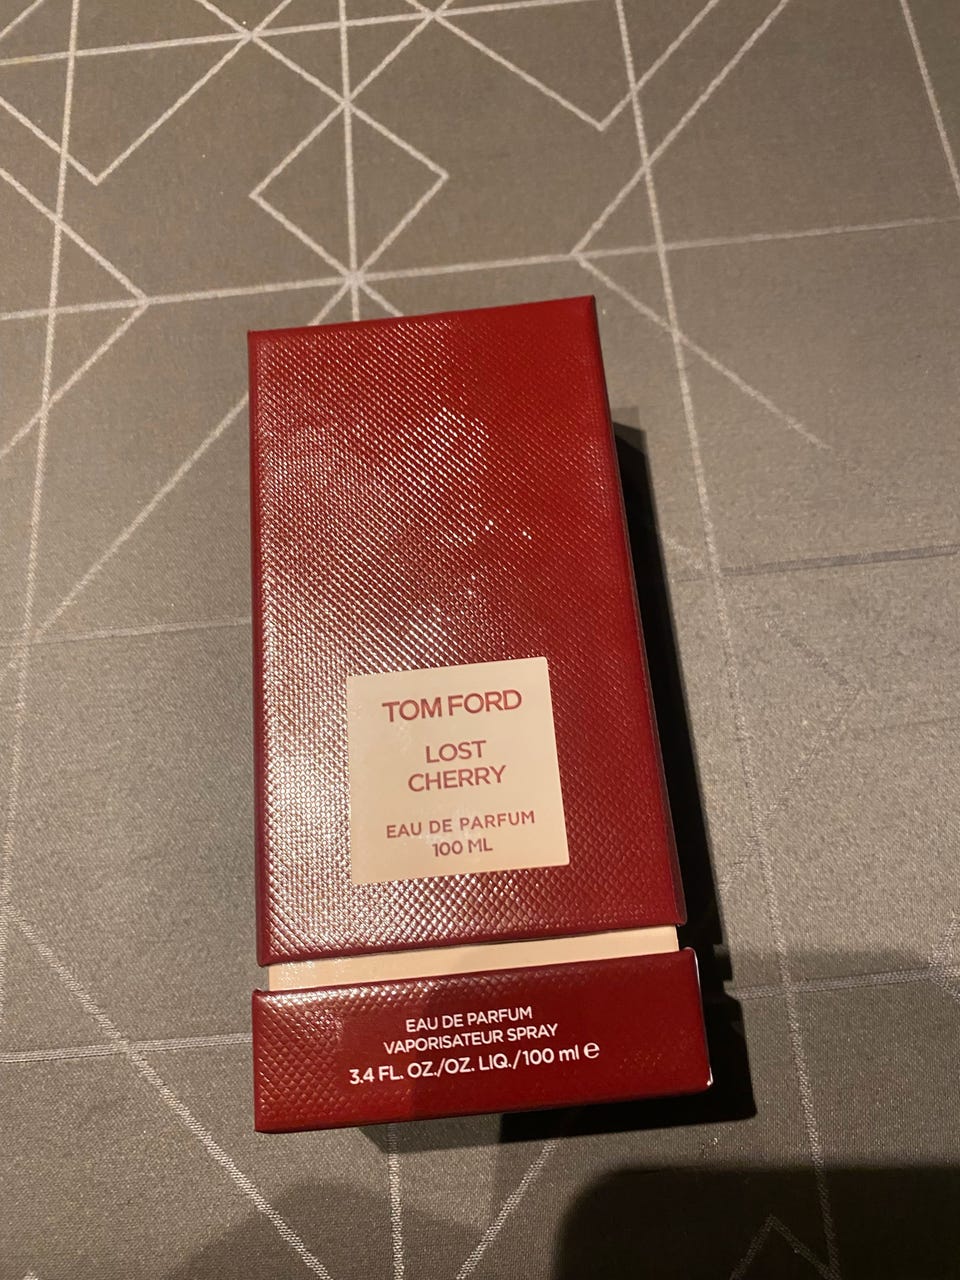 TOM FORD
LOST
CHERRY
EAU DE PARFUM
100 ML
EAU DE PARFUM
VAPORISATEUR SPRAY
3.4 FL. OZ./OZ. LIQ./100 ml ℮